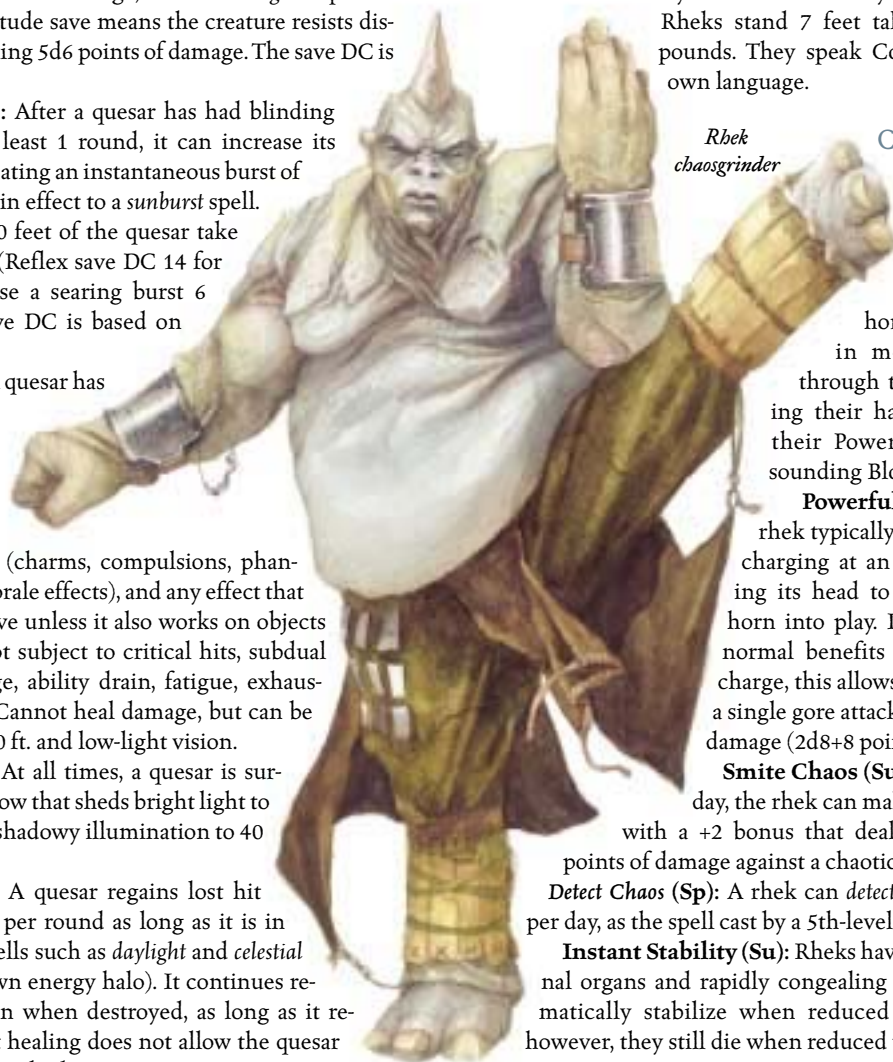 tude save means the creature resists dis-
ing 5d6 points of damage. The save DC is
: After a quesar has had blinding
least 1 round, it can increase its
ating an instantaneous burst of
in effect to a sunburst spell.
0 feet of the quesar take
(Reflex save DC 14 for
se a searing burst 6
ve DC is based on
quesar has
(charms, compulsions, phan-
orale effects), and any effect that
ve unless it also works on objects
ot subject to critical hits, subdual
ge, ability drain, fatigue, exhaus-
Cannot heal damage, but can be
0 ft. and low-light vision.
At all times, a quesar is sur-
ow that sheds bright light to
shadowy illumination to 40
A quesar regains lost hit
per round as long as it is in
ells such as daylight and celestial
wn energy halo). It continues re-
n when destroyed, as long as it re-
t healing does not allow the quesar
Rhek
chaosgrinder
Rheks stand 7 feet ta
pounds. They speak Co
own language.
C
hor
in m
through t
ing their ha
their Power
sounding Blo
Powerful
rhek typically
charging at an
ing its head to
horn into play. I
normal benefits
charge, this allows
a single gore attack
damage (2d8+8 poi
Smite Chaos (Su
day, the rhek can mak
with a +2 bonus that deal
points of damage against a chaotic
Detect Chaos (Sp): A rhek can detect
per day, as the spell cast by a 5th-level
Instant Stability (Su): Rheks hav
nal organs and rapidly congealing
matically stabilize when reduced
however, they still die when reduced